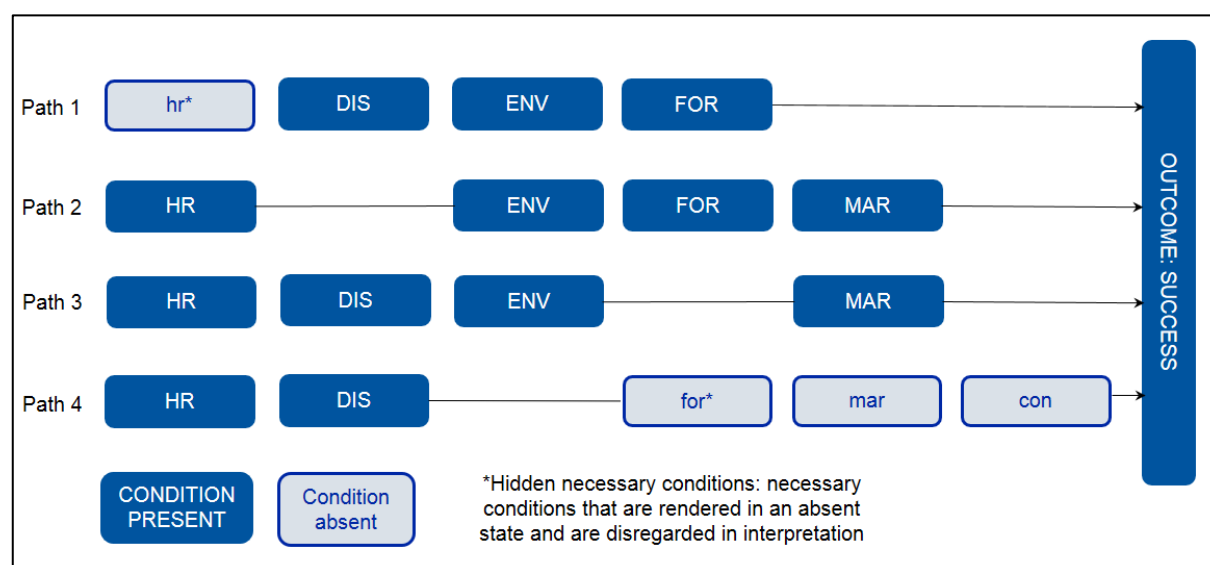 Path 1 hr* DIS ENV FOR
Path 2 HR ENV FOR MAR
Path 3 HR DIS ENV MAR
Path 4 HR DIS for* mar con
OUTCOME: SUCCESS
CONDITION
PRESENT
Condition
absent
*Hidden necessary conditions: necessary
conditions that are rendered in an absent
state and are disregarded in interpretation